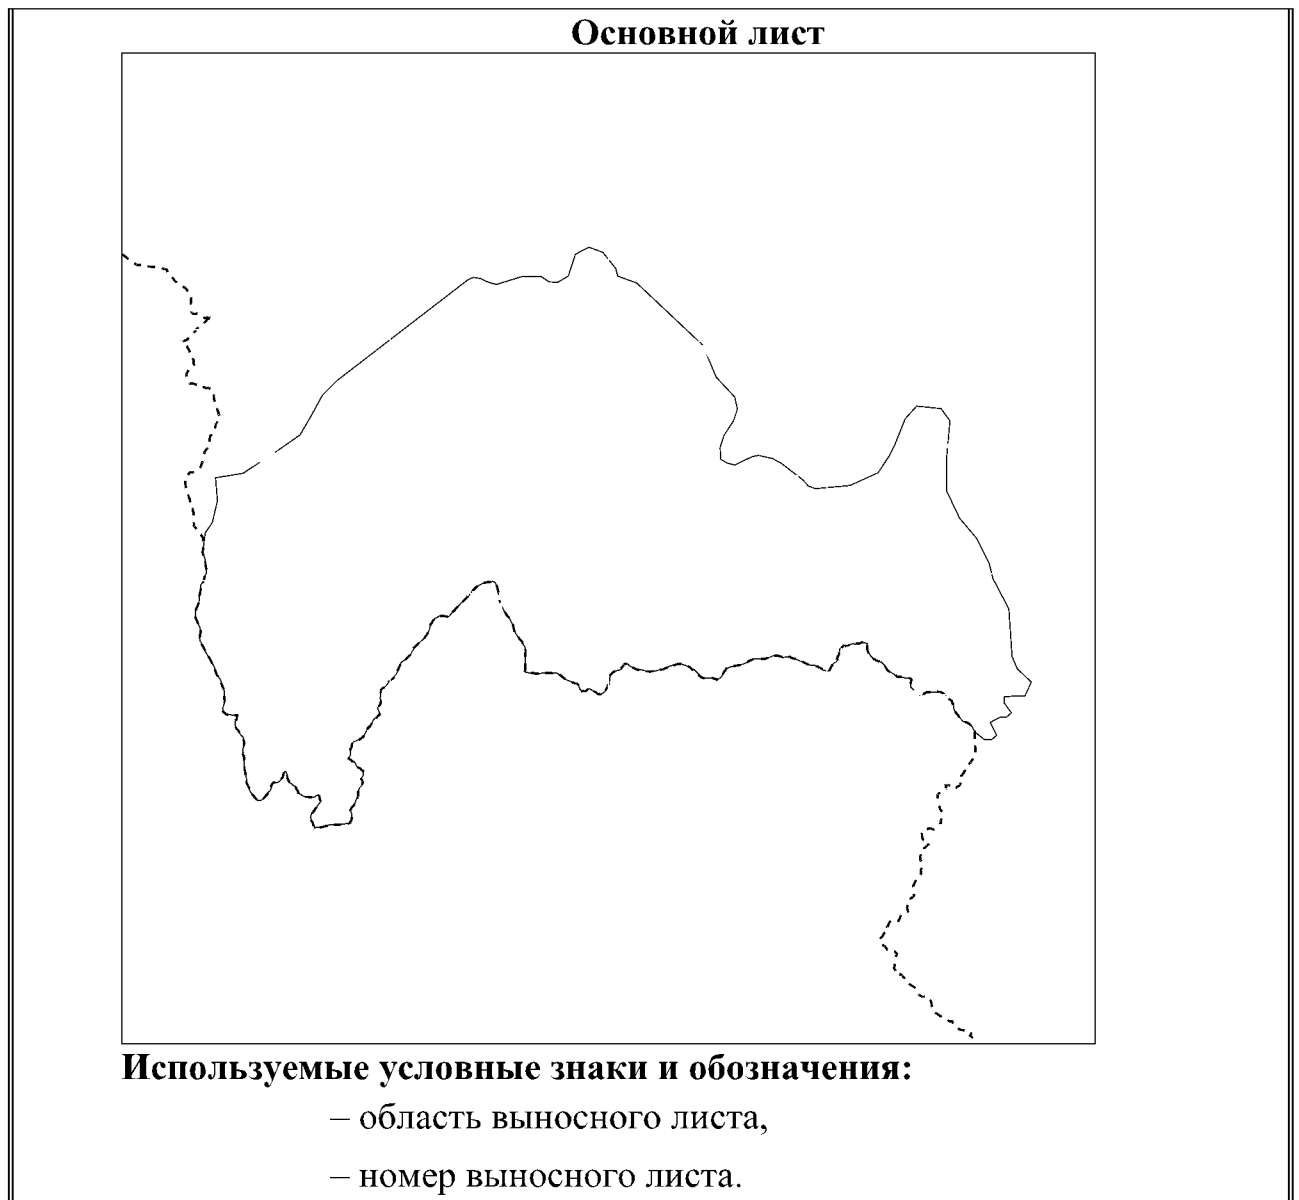 Основной лист
Используемые условные знаки и обозначения:
– область выносного листа,
– номер выносного листа.